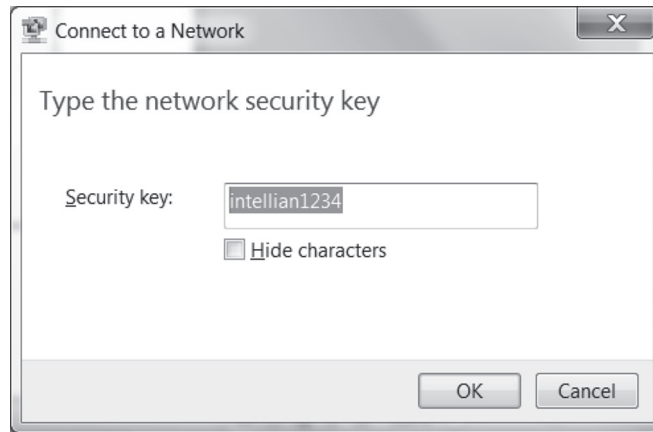 Connect to a Network
Type the network security key
Security key:
intellian1234
Hide characters
OK
Cancel